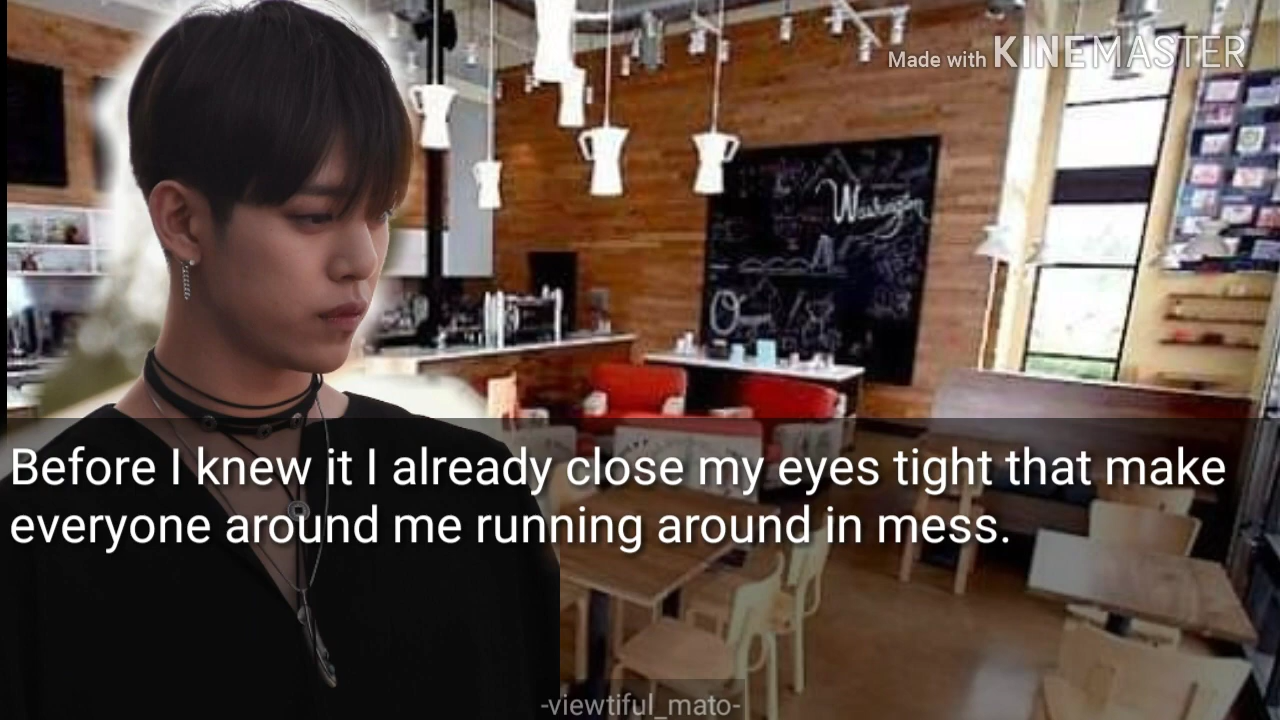 Made with KINEMASTER
Washington
Before I knew it I already close my eyes tight that make
everyone around me running around in mess.
-viewtiful_mato-